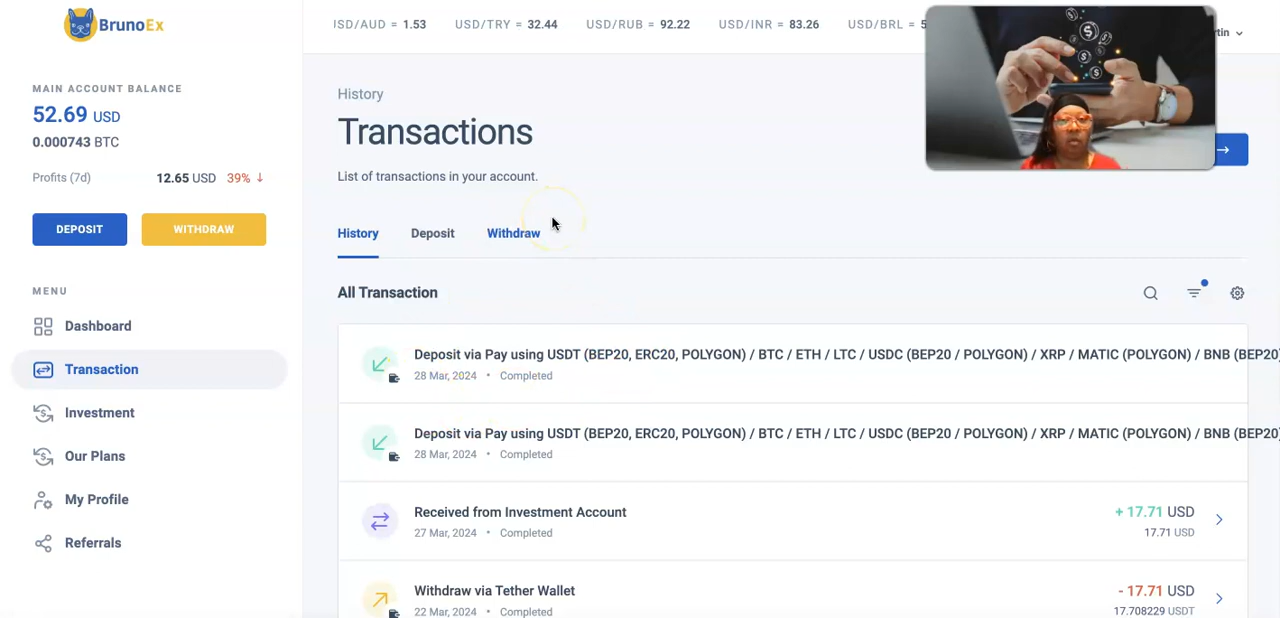 BrunoEx
ISD/AUD = 1.53 USD/TRY = 32.44 USD/RUB = 92.22 USD/INR = 83.26 USD/BRL =
MAIN ACCOUNT BALANCE
52.69 USD
0.000743 BTC
Profits (7d) 12.65 USD 39% ↓
DEPOSIT WITHDRAW
MENU
Dashboard
Transaction
Investment
Our Plans
My Profile
Referrals
History
Transactions
List of transactions in your account.
History Deposit Withdraw
All Transaction
Deposit via Pay using USDT (BEP20, ERC20, POLYGON) / BTC / ETH / LTC / USDC (BEP20 / POLYGON) / XRP / MATIC (POLYGON) / BNB (BEP20)
28 Mar, 2024 • Completed
Deposit via Pay using USDT (BEP20, ERC20, POLYGON) / BTC / ETH / LTC / USDC (BEP20 / POLYGON) / XRP / MATIC (POLYGON) / BNB (BEP20)
28 Mar, 2024 • Completed
Received from Investment Account
+ 17.71 USD
27 Mar, 2024 • Completed
17.71 USD
Withdraw via Tether Wallet
- 17.71 USD
22 Mar, 2024 • Completed
17.708229 USDT